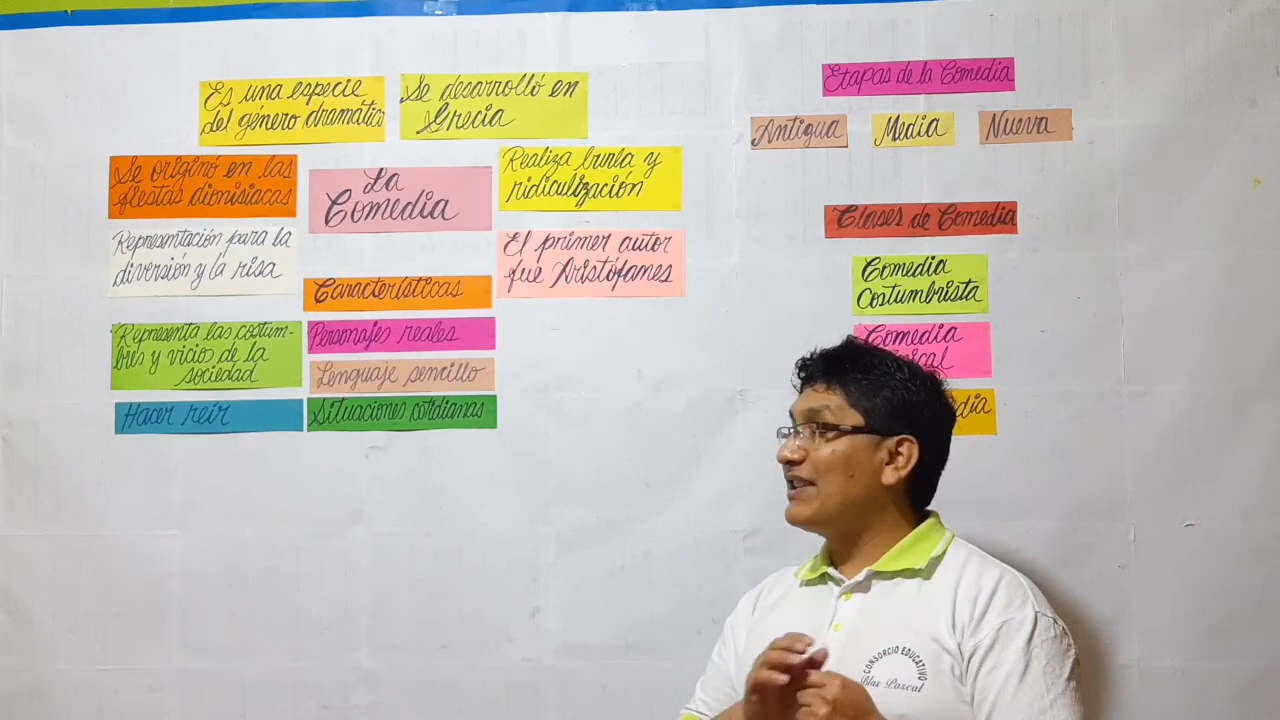 Es una especie
del género dramático
Se desarrolló en
Grecia
Se originó en las
fiestas dionisiacas
La
Comedia
Realiza burla y
ridiculización
Representación para la
diversión y la risa
El primer autor
fue Aristófanes
Características
Representa las costum-
bres y vicios de la
sociedad
Personajes reales
Lenguaje sencillo
Hacer reír
Situaciones cotidianas
Etapas de la Comedia
Antigua
Media
Nueva
Clases de Comedia
Comedia
Costumbrista
Comedia
CONSORCIO EDUCATIVO
Blas Pascal